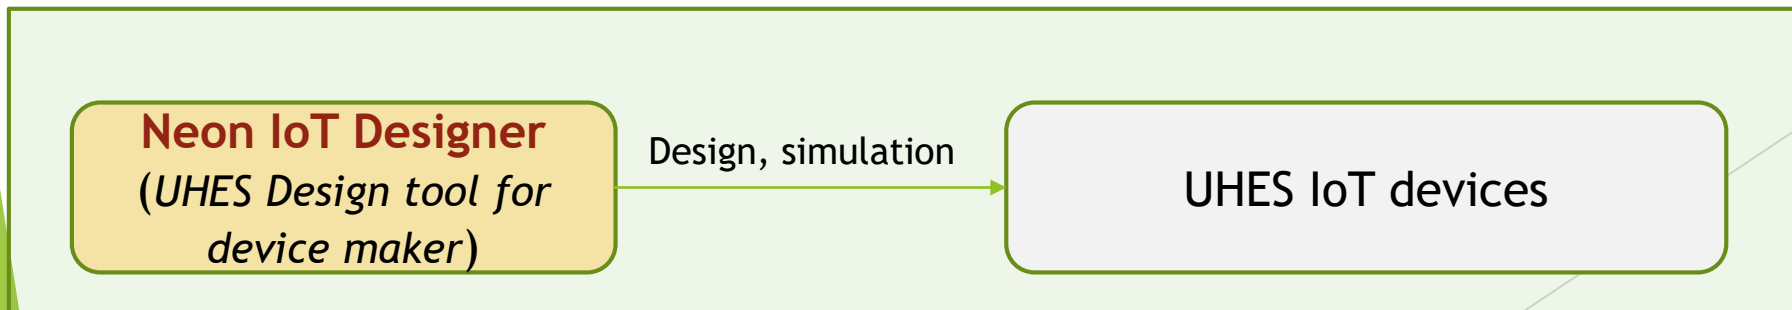 Neon IoT Designer
(UHES Design tool for
device maker)
Design, simulation
UHES IoT devices